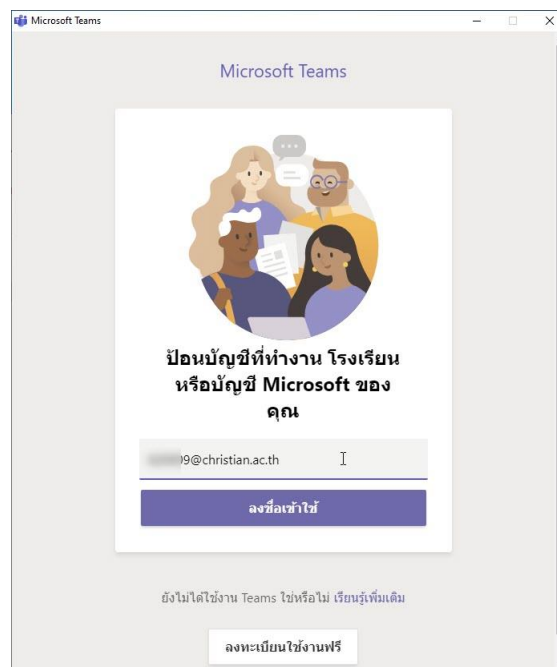 Microsoft Teams
Microsoft Teams
ป้อนบัญชีที่ทำงาน โรงเรียน
หรือบัญชี Microsoft ของ
คุณ
9@christian.ac.th
ลงชื่อเข้าใช้
ยังไม่ได้ใช้งาน Teams ใช่หรือไม่ เรียนรู้เพิ่มเติม
ลงทะเบียนใช้งานฟรี